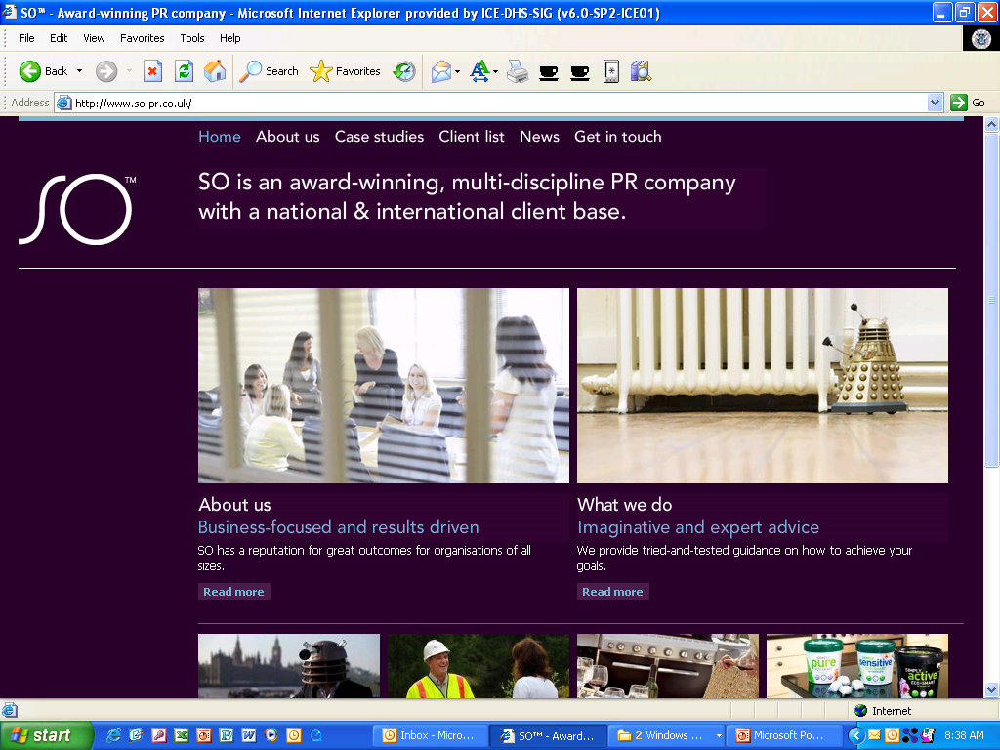 SO™ - Award-winning PR company - Microsoft Internet Explorer provided by ICE-DHS-SIG (v6.0-SP2-ICE01)
File Edit View Favorites Tools Help
Back Search Favorites
Address http://www.so-pr.co.uk/ Go
Home About us Case studies Client list News Get in touch
SO™
SO is an award-winning, multi-discipline PR company
with a national & international client base.
About us
Business-focused and results driven
SO has a reputation for great outcomes for organisations of all
sizes.
Read more
What we do
Imaginative and expert advice
We provide tried-and-tested guidance on how to achieve your
goals.
Read more
simply pure
simply sensitive
simply active
Internet
start Inbox - Micro... SO™ - Award... 2 Windows ... Microsoft Po... 8:38 AM